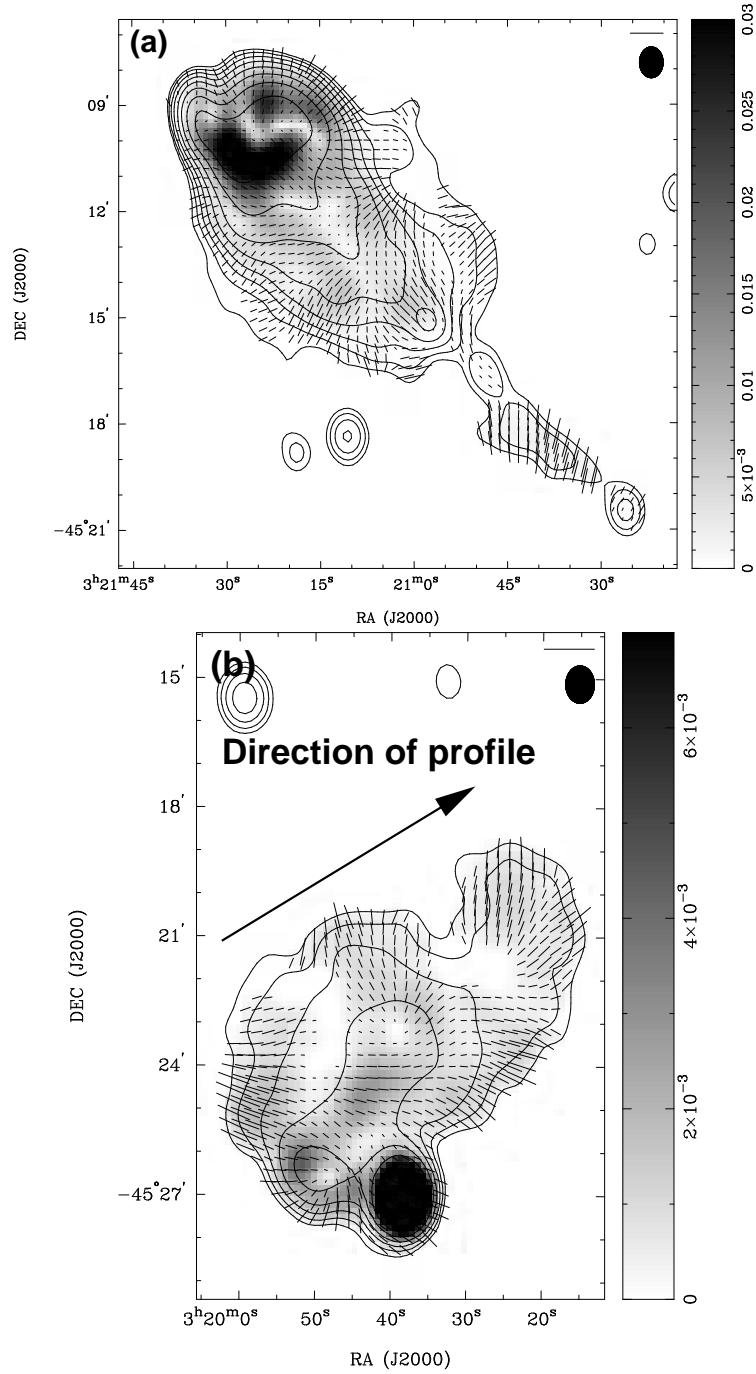 (a)
09′
12′
15′
18′
−45°21′
DEC (J2000)
3ʰ21ᵐ45ˢ 30ˢ 15ˢ 21ᵐ0ˢ 45ˢ 30ˢ
RA (J2000)
0 5×10⁻³ 0.01 0.015 0.02 0.025 0.03
(b)
Direction of profile
15′
18′
21′
24′
−45°27′
DEC (J2000)
3ʰ20ᵐ0ˢ 50ˢ 40ˢ 30ˢ 20ˢ
RA (J2000)
0 2×10⁻³ 4×10⁻³ 6×10⁻³